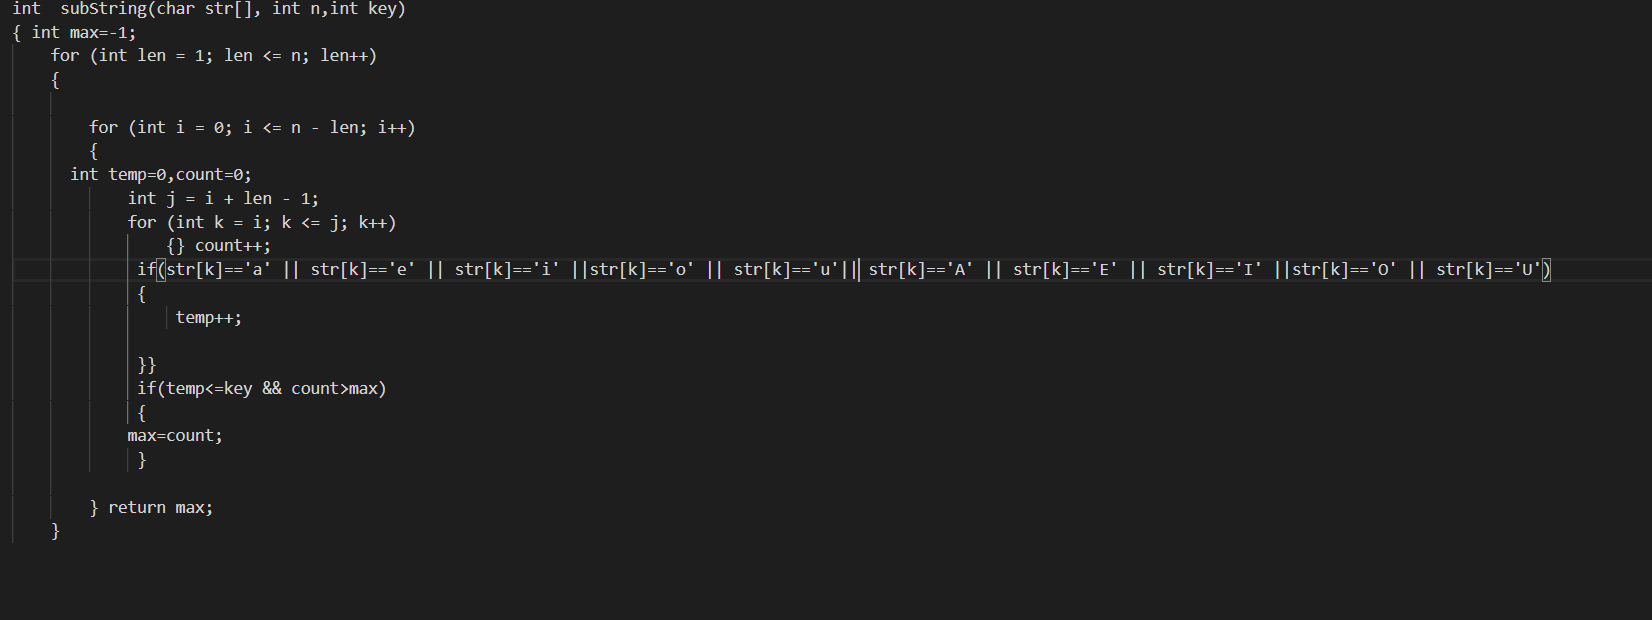 int  subString(char str[], int n,int key)
{ int max=-1;
    for (int len = 1; len <= n; len++)
    {
        for (int i = 0; i <= n - len; i++)
        {
      int temp=0,count=0;
            int j = i + len - 1;
            for (int k = i; k <= j; k++)
                {} count++;
             if(str[k]=='a' || str[k]=='e' || str[k]=='i' ||str[k]=='o' || str[k]=='u'|| str[k]=='A' || str[k]=='E' || str[k]=='I' ||str[k]=='O' || str[k]=='U')
             {
                 temp++;
             }}
             if(temp<=key && count>max)
             {
            max=count;
             }
        } return max;
    }